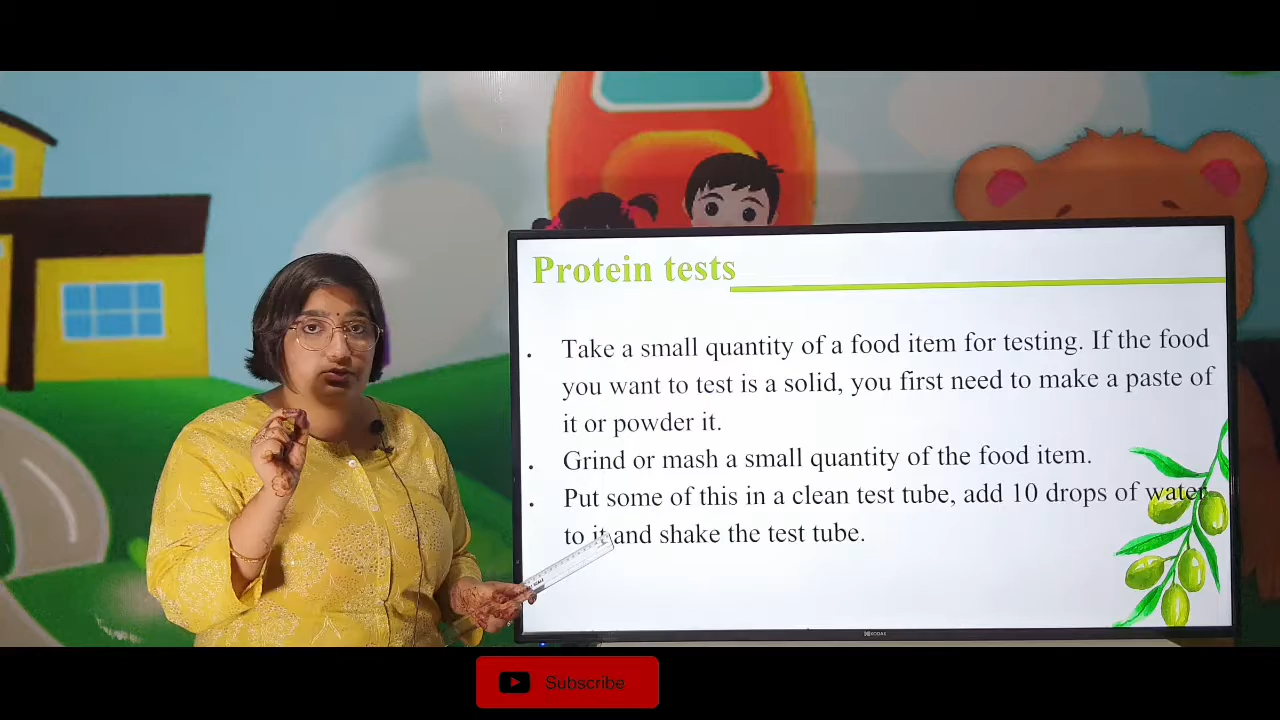 Protein tests
. Take a small quantity of a food item for testing. If the food
you want to test is a solid, you first need to make a paste of
it or powder it.
. Grind or mash a small quantity of the food item.
. Put some of this in a clean test tube, add 10 drops of water
to it and shake the test tube.
KODAK
Subscribe